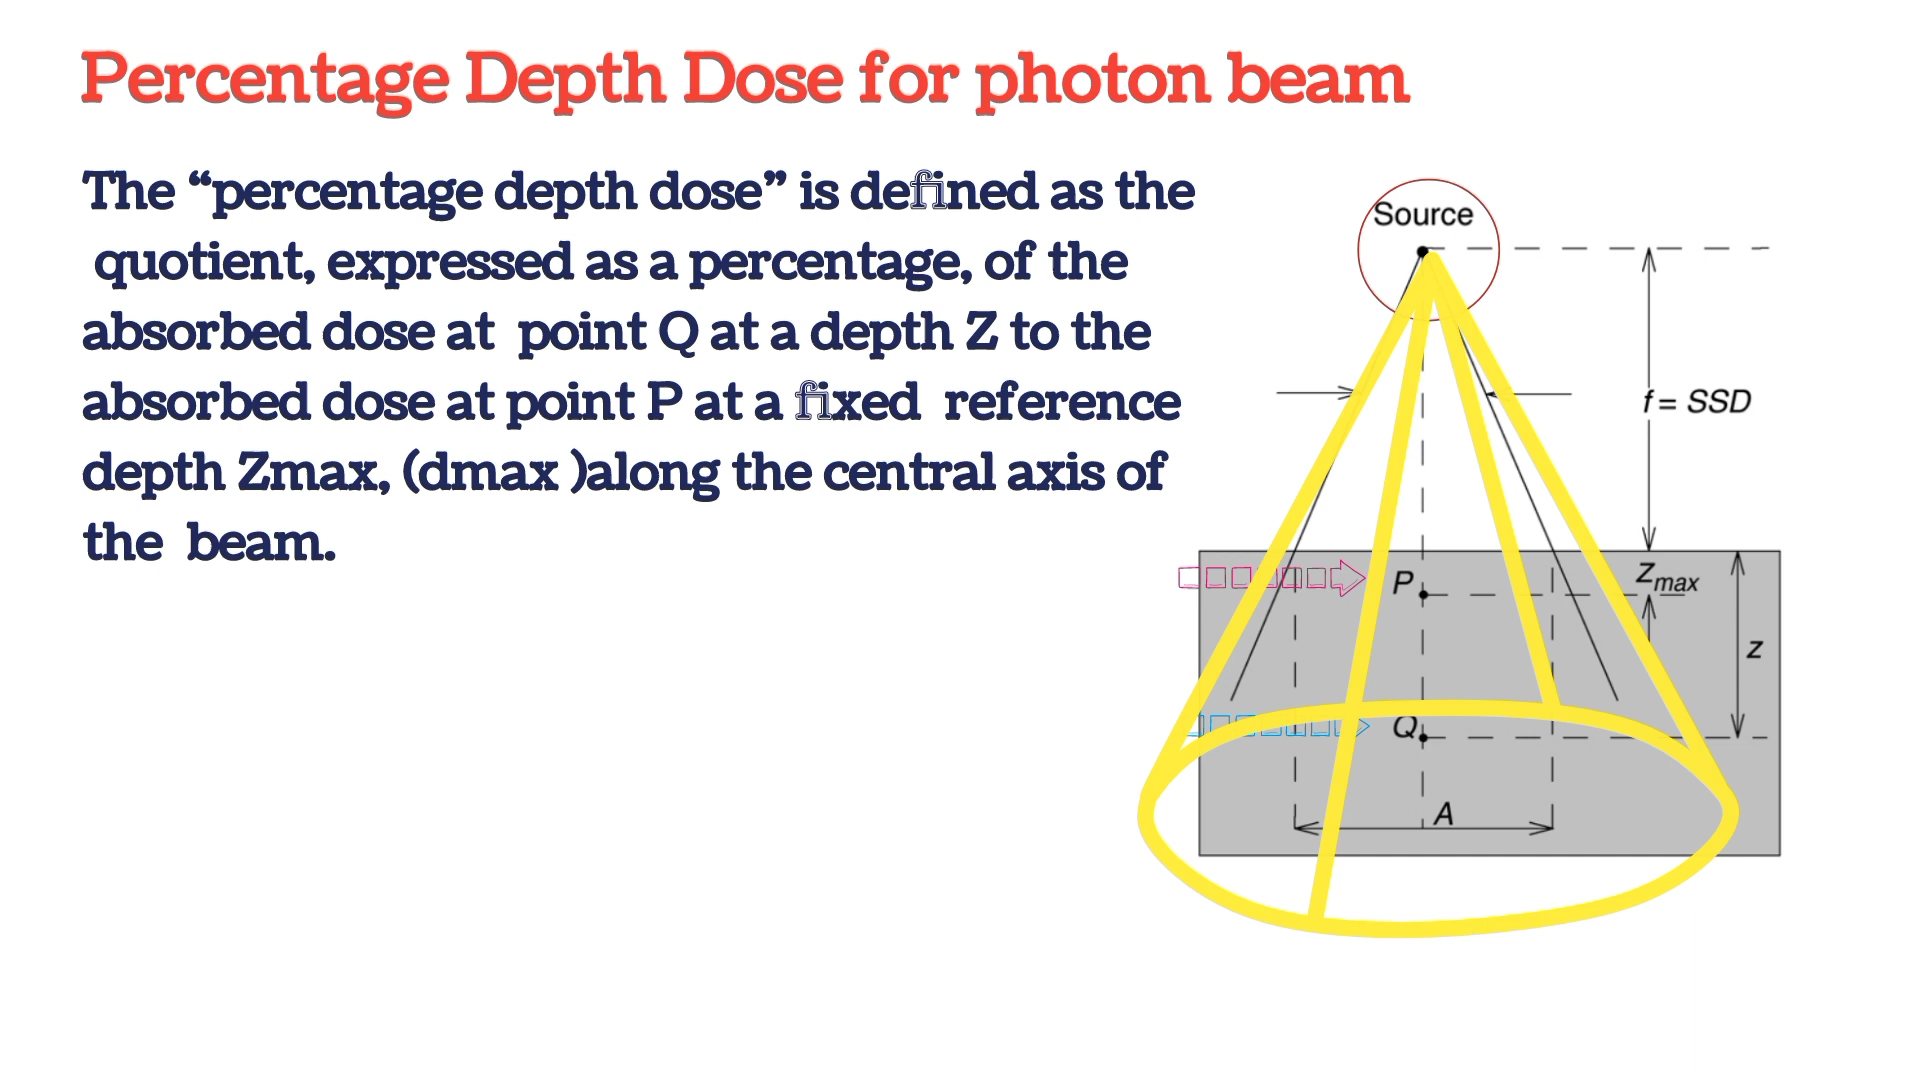 Percentage Depth Dose for photon beam
The “percentage depth dose” is defined as the
quotient, expressed as a percentage, of the
absorbed dose at point Q at a depth Z to the
absorbed dose at point P at a fixed reference
depth Zmax, (dmax )along the central axis of
the beam.
Source
f = SSD
P
Zmax
z
Q
A